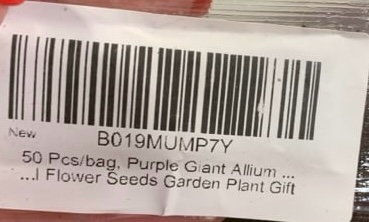 New
B019MUMP7Y
50 Pcs/bag, Purple Giant Allium ...
...l Flower Seeds Garden Plant Gift